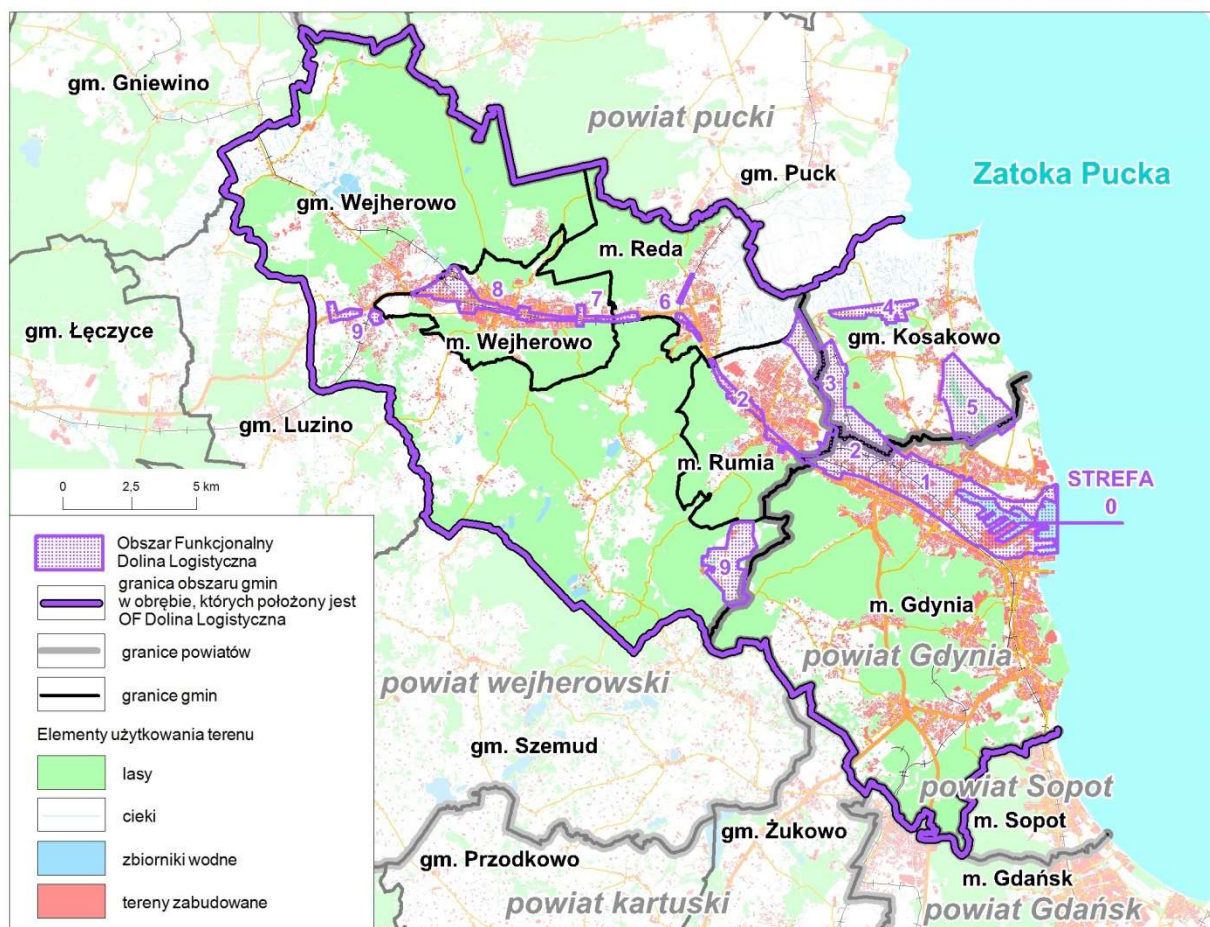 gm. Gniewino
powiat pucki
gm. Puck
Zatoka Pucka
gm. Wejherowo
m. Reda
8
7
6
4
9
gm. Łęczyce
m. Wejherowo
gm. Kosakowo
3
5
2
gm. Luzino
m. Rumia
2
1
STREFA
0
0 2,5 5 km
9
m. Gdynia
powiat Gdynia
powiat wejherowski
gm. Szemud
powiat Sopot
m. Sopot
gm. Żukowo
gm. Przodkowo
m. Gdańsk
powiat kartuski
powiat Gdańsk
Obszar Funkcjonalny
Dolina Logistyczna
granica obszaru gmin
w obrębie, których położony jest
OF Dolina Logistyczna
granice powiatów
granice gmin
Elementy użytkowania terenu
lasy
cieki
zbiorniki wodne
tereny zabudowane